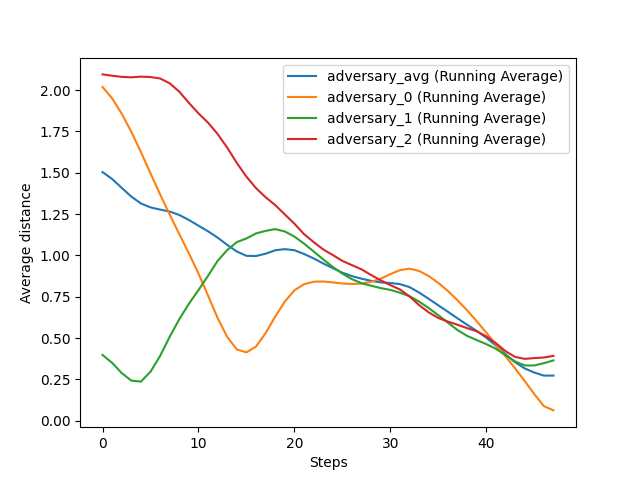 adversary_avg (Running Average)
adversary_0 (Running Average)
adversary_1 (Running Average)
adversary_2 (Running Average)
Average distance
2.00
1.75
1.50
1.25
1.00
0.75
0.50
0.25
0.00
0 10 20 30 40
Steps